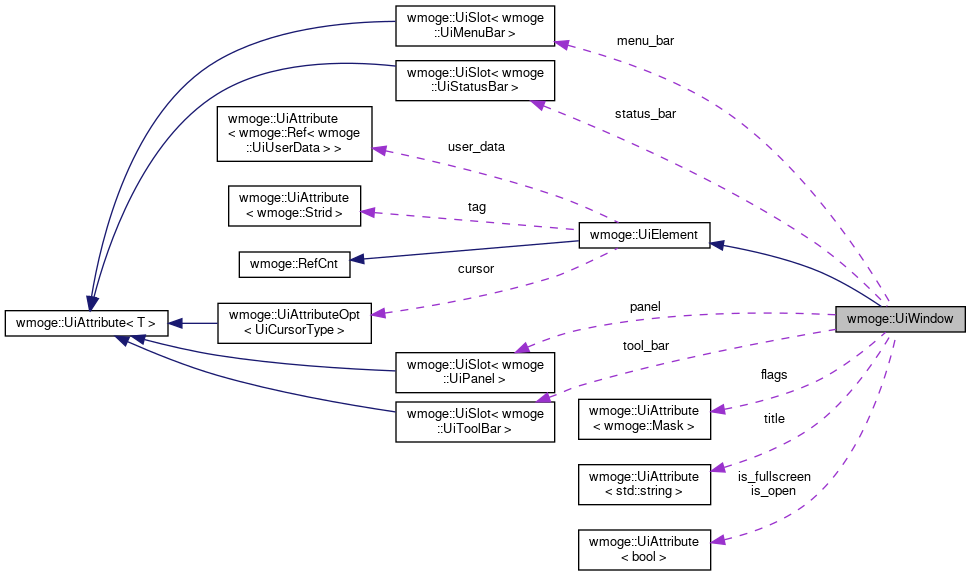 wmoge::UiSlot< wmoge
::UiMenuBar >
menu_bar
wmoge::UiSlot< wmoge
::UiStatusBar >
status_bar
wmoge::UiAttribute
< wmoge::Ref< wmoge
::UiUserData > >
user_data
wmoge::UiAttribute
< wmoge::Strid >
tag
wmoge::UiElement
wmoge::RefCnt
cursor
wmoge::UiAttribute< T >
wmoge::UiAttributeOpt
< UiCursorType >
panel
wmoge::UiWindow
tool_bar
wmoge::UiSlot< wmoge
::UiPanel >
flags
wmoge::UiSlot< wmoge
::UiToolBar >
wmoge::UiAttribute
< wmoge::Mask >
title
wmoge::UiAttribute
< std::string >
is_fullscreen
is_open
wmoge::UiAttribute
< bool >